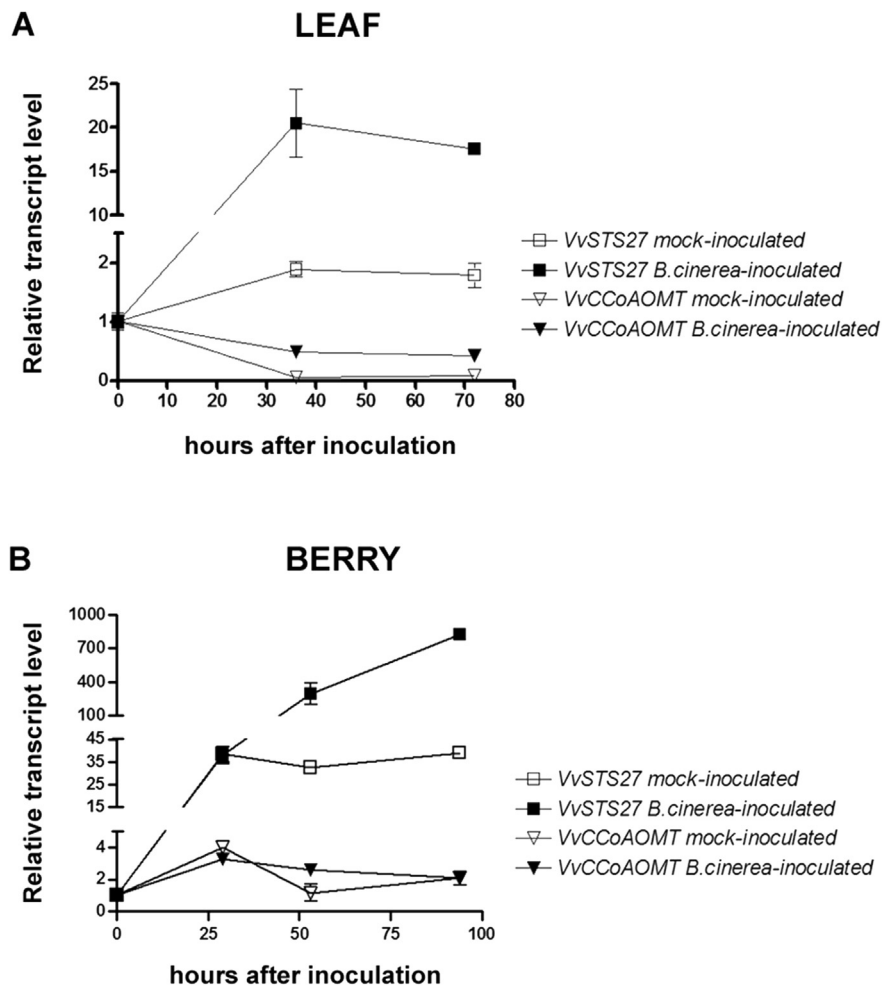 A
LEAF
Relative transcript level
25
20
15
10
2
1
0
0 10 20 30 40 50 60 70 80
hours after inoculation
VvSTS27 mock-inoculated
VvSTS27 B.cinerea-inoculated
VvCCoAOMT mock-inoculated
VvCCoAOMT B.cinerea-inoculated
B
BERRY
Relative transcript level
1000
700
400
100
45
35
25
15
4
2
0
0 25 50 75 100
hours after inoculation
VvSTS27 mock-inoculated
VvSTS27 B.cinerea-inoculated
VvCCoAOMT mock-inoculated
VvCCoAOMT B.cinerea-inoculated